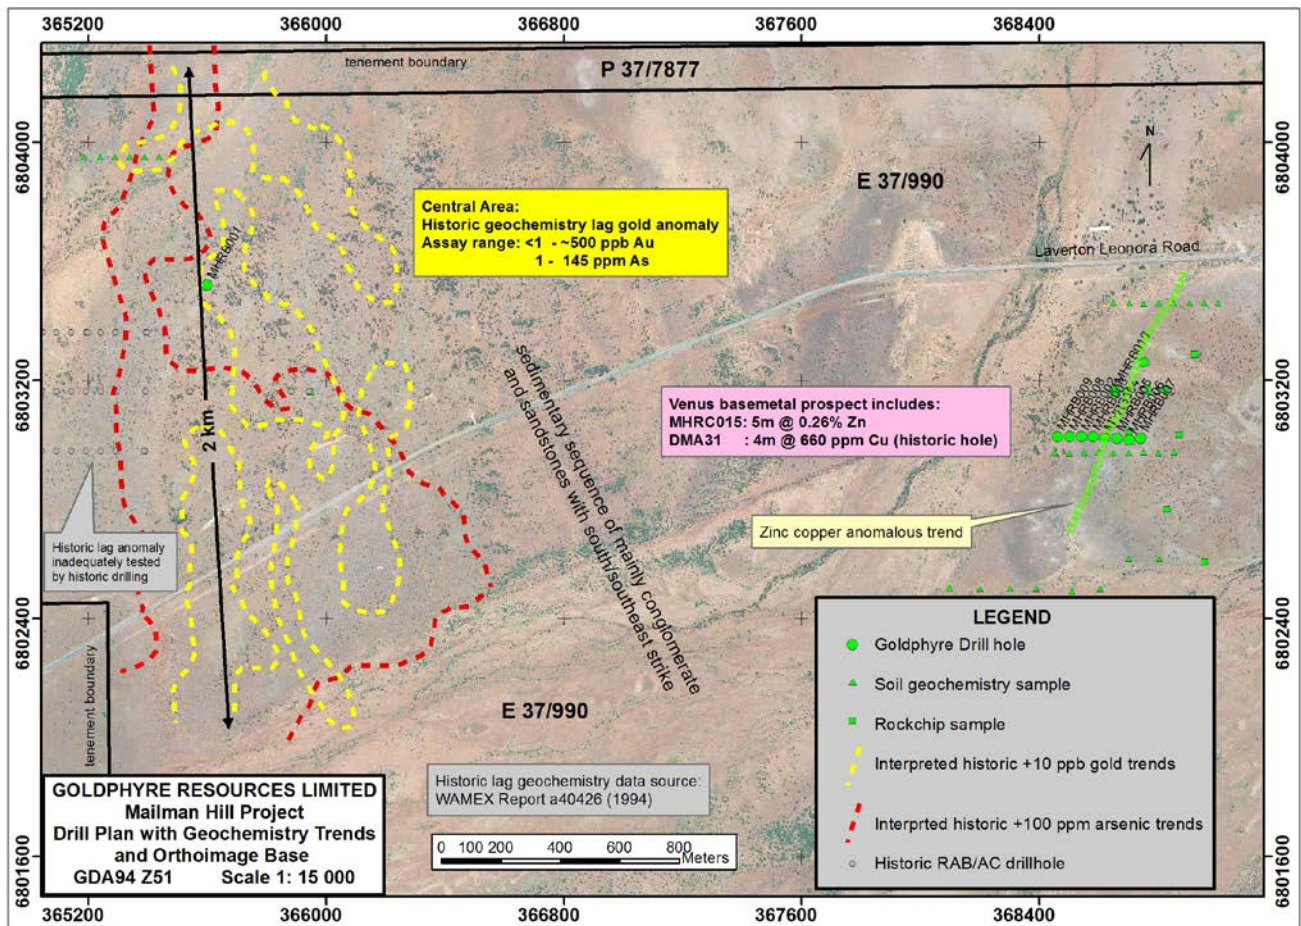 365200 366000 366800 367600 368400
tenement boundary
P 37/7877
6804000
6804000
N
E 37/990
Central Area:
Historic geochemistry lag gold anomaly
Assay range: <1 - ~500 ppb Au
1 - 145 ppm As
Laverton Leonora Road
MHRB001
2 km
6803200
6803200
sedimentary sequence of mainly conglomerate
and sandstones with south/southeast strike
Venus basemetal prospect includes:
MHRC015: 5m @ 0.26% Zn
DMA31 : 4m @ 660 ppm Cu (historic hole)
MHRB009
MHRB008
Zinc copper anomalous trend
Historic lag anomaly
inadequately tested
by historic drilling
6802400
6802400
tenement boundary
E 37/990
LEGEND
Goldphyre Drill hole
Soil geochemistry sample
Rockchip sample
Interpreted historic +10 ppb gold trends
Interprted historic +100 ppm arsenic trends
Historic RAB/AC drillhole
Historic lag geochemistry data source:
WAMEX Report a40426 (1994)
GOLDPHYRE RESOURCES LIMITED
Mailman Hill Project
Drill Plan with Geochemistry Trends
and Orthoimage Base
GDA94 Z51 Scale 1: 15 000
0 100 200 400 600 800
Meters
6801600
6801600
365200 366000 366800 367600 368400